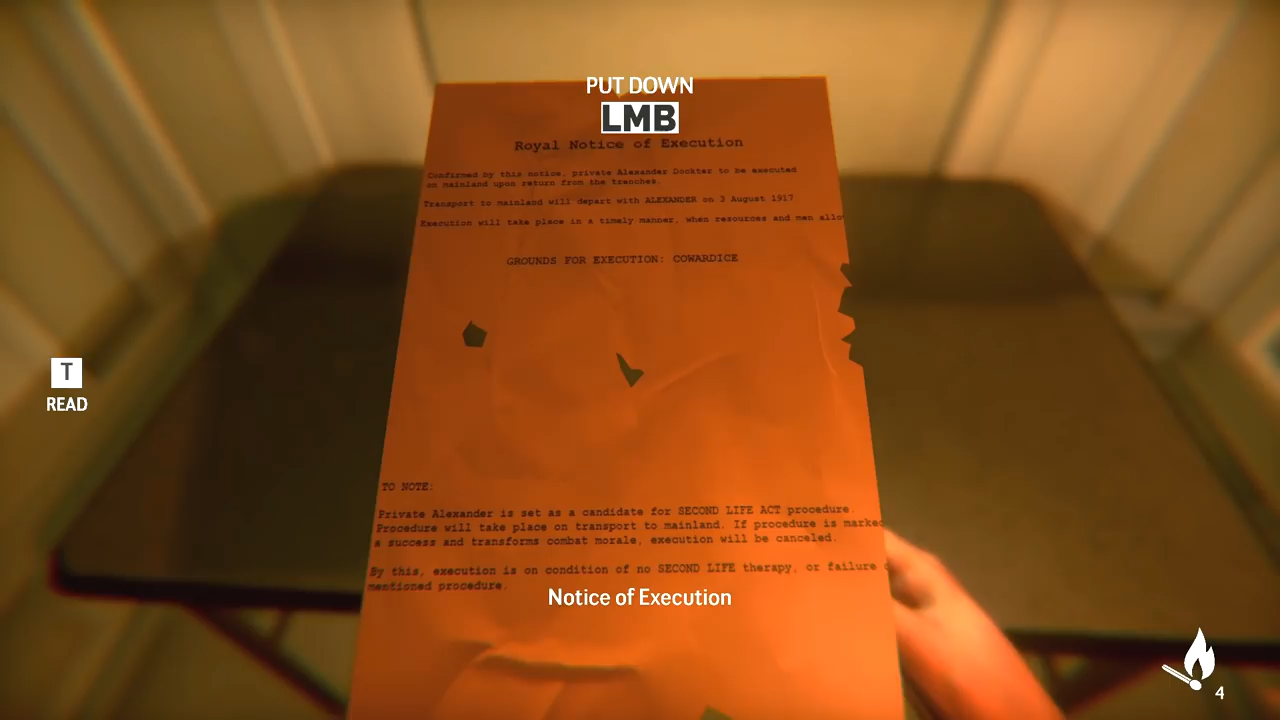 PUT DOWN
LMB
Royal Notice of Execution
Confirmed by this notice, private Alexander Dockter to be executed
on mainland upon return from the trenches.
Transport to mainland will depart with ALEXANDER on 3 August 1917
Execution will take place in a timely manner, when resources and men allo
GROUNDS FOR EXECUTION: COWARDICE
T
READ
TO NOTE:
Private Alexander is set as a candidate for SECOND LIFE ACT procedure.
Procedure will take place on transport to mainland. If procedure is marked
a success and transforms combat morale, execution will be canceled.
By this, execution is on condition of no SECOND LIFE therapy, or failure
mentioned procedure.
Notice of Execution
4